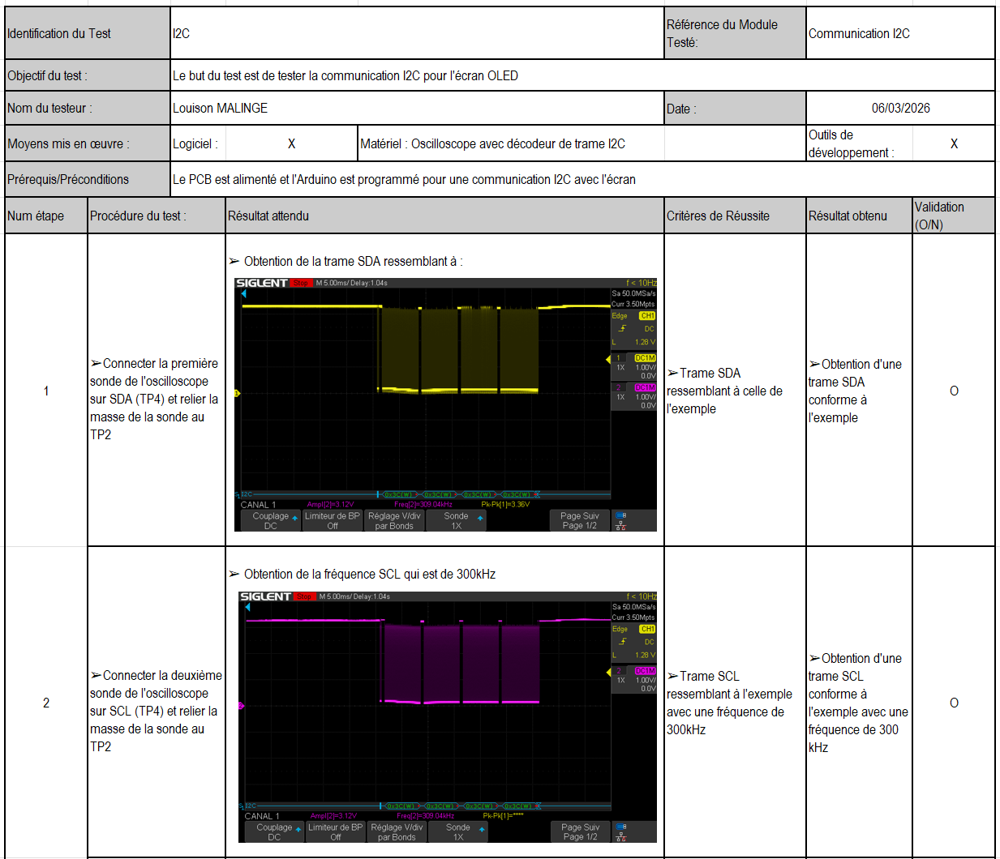 Identification du Test
I2C
Référence du Module
Testé:
Communication I2C
Objectif du test :
Le but du test est de tester la communication I2C pour l'écran OLED
Nom du testeur :
Louison MALINGE
Date :
06/03/2026
Moyens mis en œuvre :
Logiciel :
X
Matériel : Oscilloscope avec décodeur de trame I2C
Outils de
développement :
X
Prérequis/Préconditions
Le PCB est alimenté et l'Arduino est programmé pour une communication I2C avec l'écran
Num étape
Procédure du test :
Résultat attendu
Critères de Réussite
Résultat obtenu
Validation
(O/N)
1
➢Connecter la première
sonde de l'oscilloscope
sur SDA (TP4) et relier la
masse de la sonde au
TP2
➢ Obtention de la trame SDA ressemblant à :
SIGLENT Stop M 5.00ms/ Delay:1.04s
f < 10Hz
Sa 50.0MSa/s
Curr 3.50Mpts
Edge CH1
DC
L 1.28 V
1 DC1M
1X 1.00V/
0.0V
2 DC1M
1X 1.00V/
0.0V
I2C
0x3C(W) 0x3C(W) 0x3C(W) 0x3C(W)
CANAL 1 Ampl[2]=3.12V Freq[2]=309.04kHz Pk-Pk[1]=3.36V
Couplage
DC
Limiteur de BP
Off
Réglage V/div
par Bonds
Sonde
1X
Page Suiv
Page 1/2
➢Trame SDA
ressemblant à celle de
l'exemple
➢Obtention d'une
trame SDA
conforme à
l'exemple
O
2
➢Connecter la deuxième
sonde de l'oscilloscope
sur SCL (TP4) et relier la
masse de la sonde au
TP2
➢ Obtention de la fréquence SCL qui est de 300kHz
SIGLENT Stop M 5.00ms/ Delay:1.04s
f < 10Hz
Sa 50.0MSa/s
Curr 3.50Mpts
Edge CH1
DC
L 1.28 V
2 DC1M
1X 1.00V/
0.0V
I2C
0x3C(W) 0x3C(W) 0x3C(W) 0x3C(W)
CANAL 1 Ampl[2]=3.12V Freq[2]=309.04kHz Pk-Pk[1]=****
Couplage
DC
Limiteur de BP
Off
Réglage V/div
par Bonds
Sonde
1X
Page Suiv
Page 1/2
➢Trame SCL
ressemblant à l'exemple
avec une fréquence de
300kHz
➢Obtention d'une
trame SCL
conforme à
l'exemple avec une
fréquence de 300
kHz
O